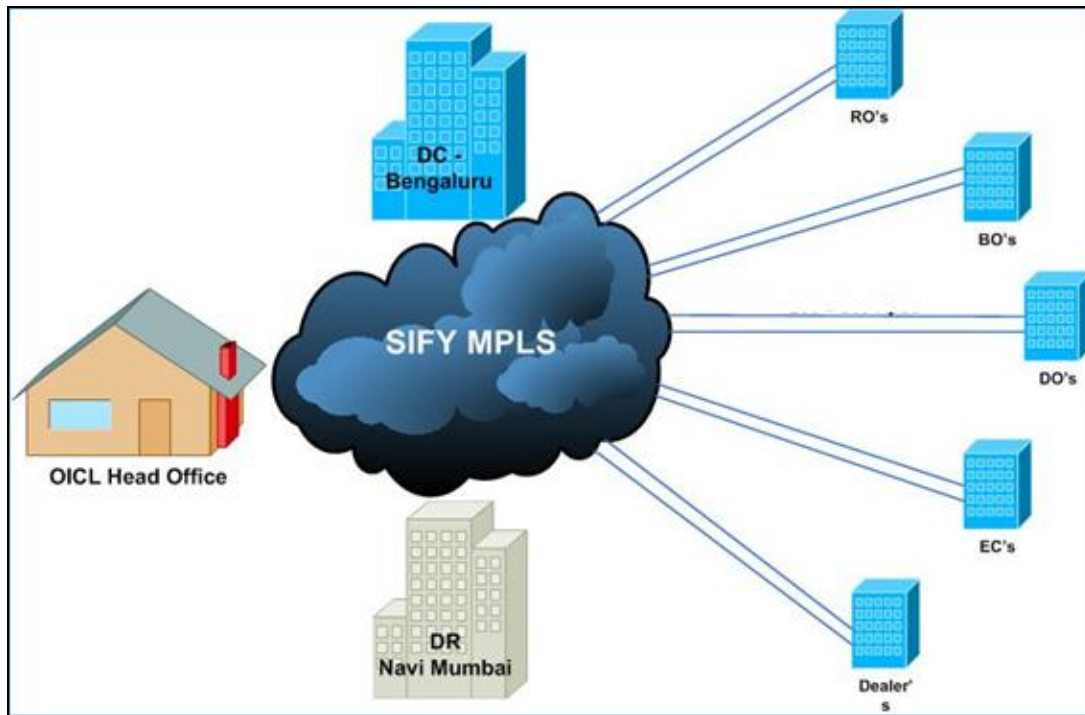 RO's
DC -
Bengaluru
BO's
SIFY MPLS
DO's
OICL Head Office
EC's
DR
Navi Mumbai
Dealer'
s